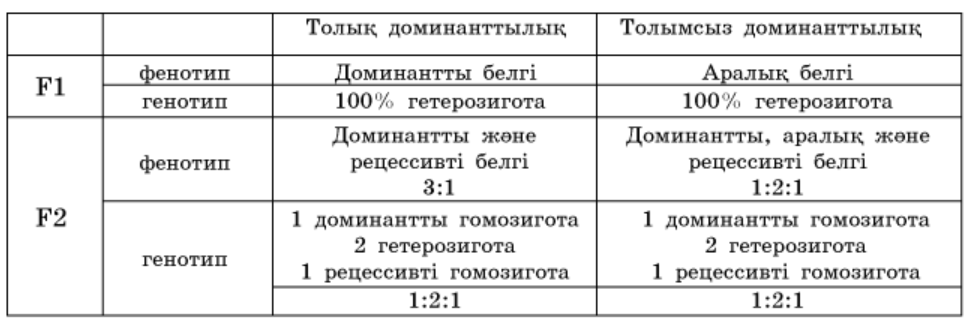 Толық доминанттылық	Толымсыз доминанттылық
F1	фенотип	Доминантты белгі	Аралық белгі
генотип	100% гетерозигота	100% гетерозигота
F2	фенотип	Доминантты және	Доминантты, аралық және
рецессивті белгі	рецессивті белгі
3:1	1:2:1
генотип	1 доминантты гомозигота	1 доминантты гомозигота
2 гетерозигота	2 гетерозигота
1 рецессивті гомозигота	1 рецессивті гомозигота
1:2:1	1:2:1